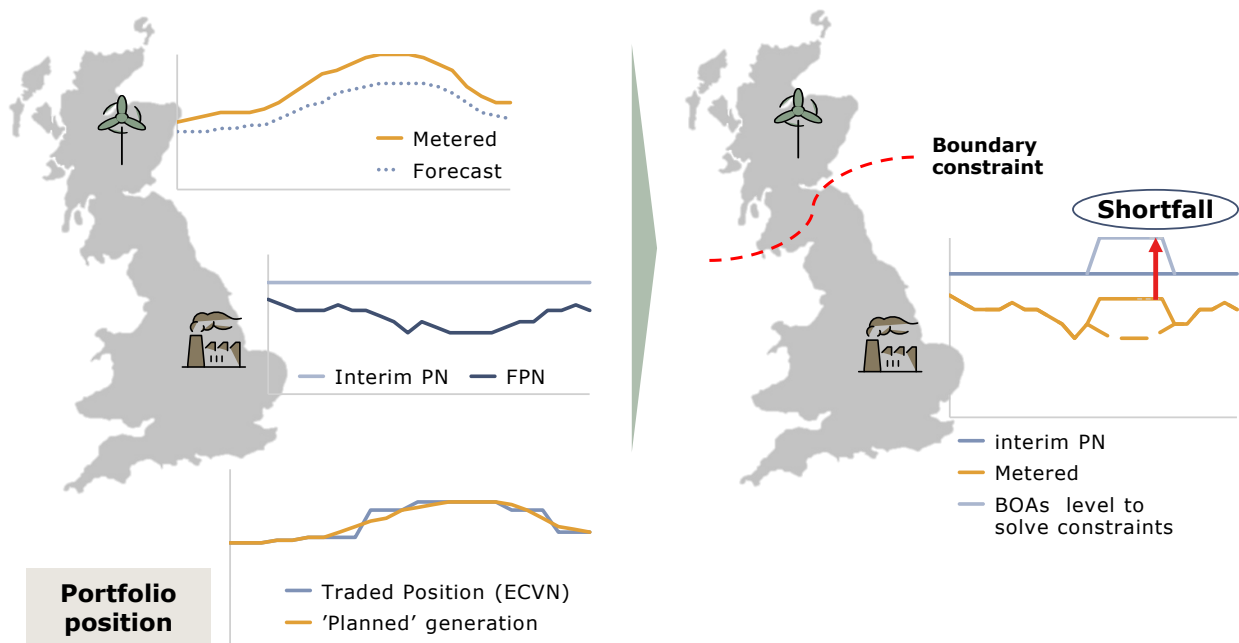 Metered
Forecast
Interim PN
FPN
Portfolio
position
Traded Position (ECVN)
’Planned’ generation
Boundary
constraint
Shortfall
interim PN
Metered
BOAs level to
solve constraints